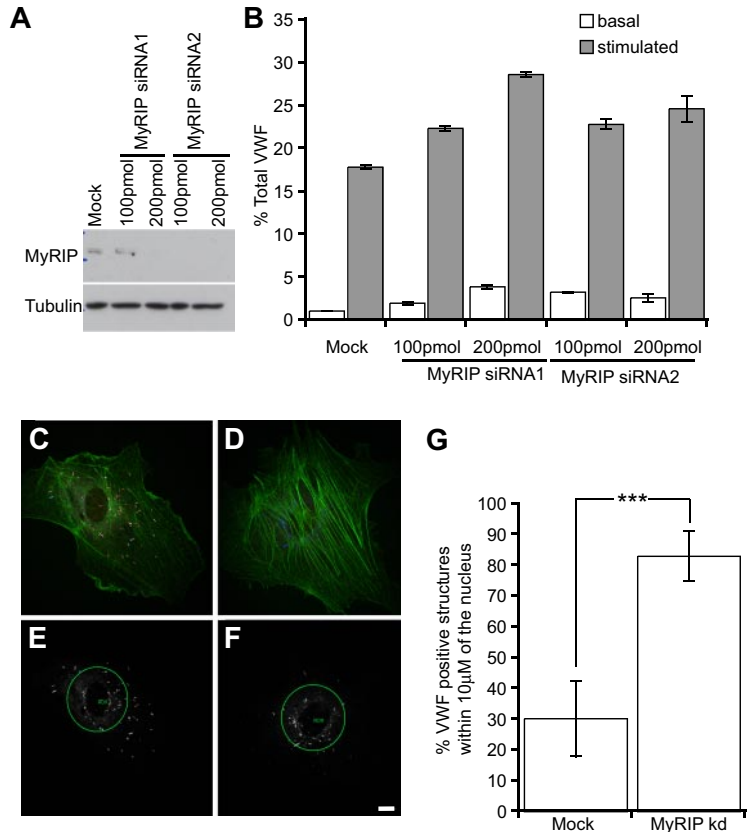 A
MyRIP siRNA1
MyRIP siRNA2
Mock
100pmol
200pmol
100pmol
200pmol
MyRIP
Tubulin
B
basal
stimulated
% Total VWF
35
30
25
20
15
10
5
0
Mock
100pmol 200pmol 100pmol 200pmol
MyRIP siRNA1 MyRIP siRNA2
C
D
E
F
G
***
% VWF positive structures
within 10μM of the nucleus
100
90
80
70
60
50
40
30
20
10
0
Mock
MyRIP kd